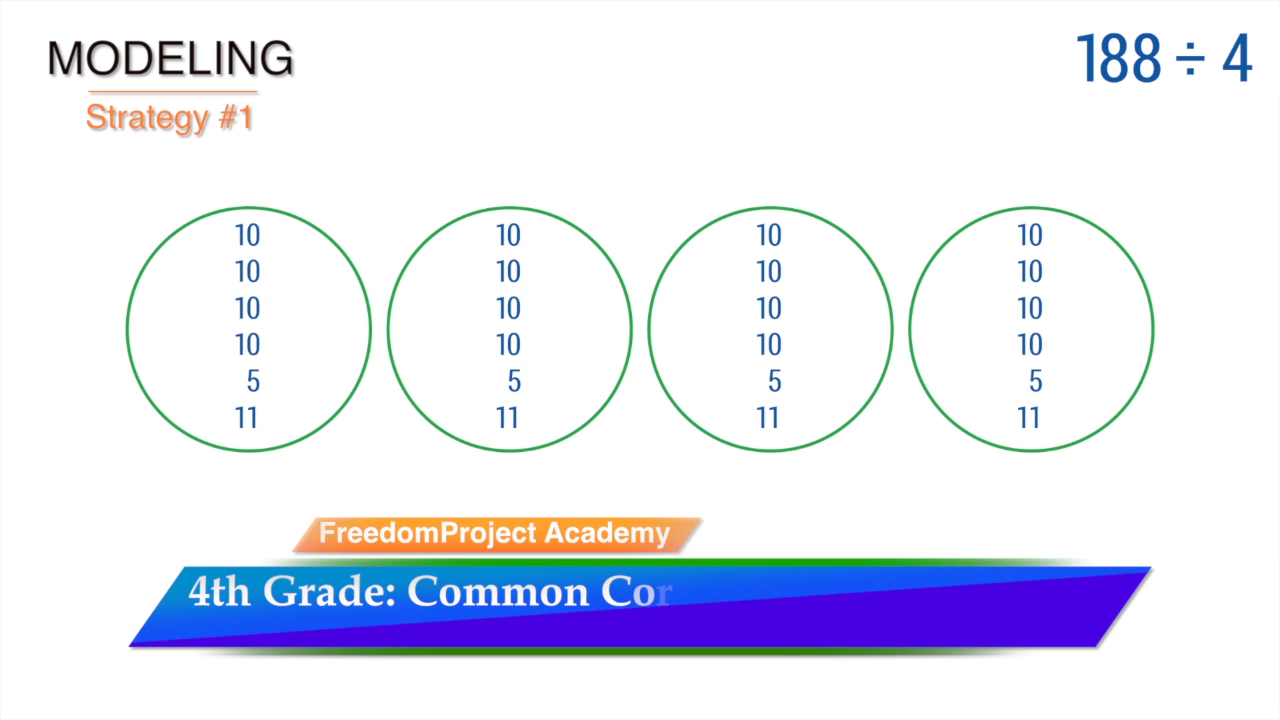 MODELING
Strategy #1
188 ÷ 4
10 10 10 10
10 10 10 10
10 10 10 10
10 10 10 10
5 5 5 5
11 11 11 11
FreedomProject Academy
4th Grade: Common Cor